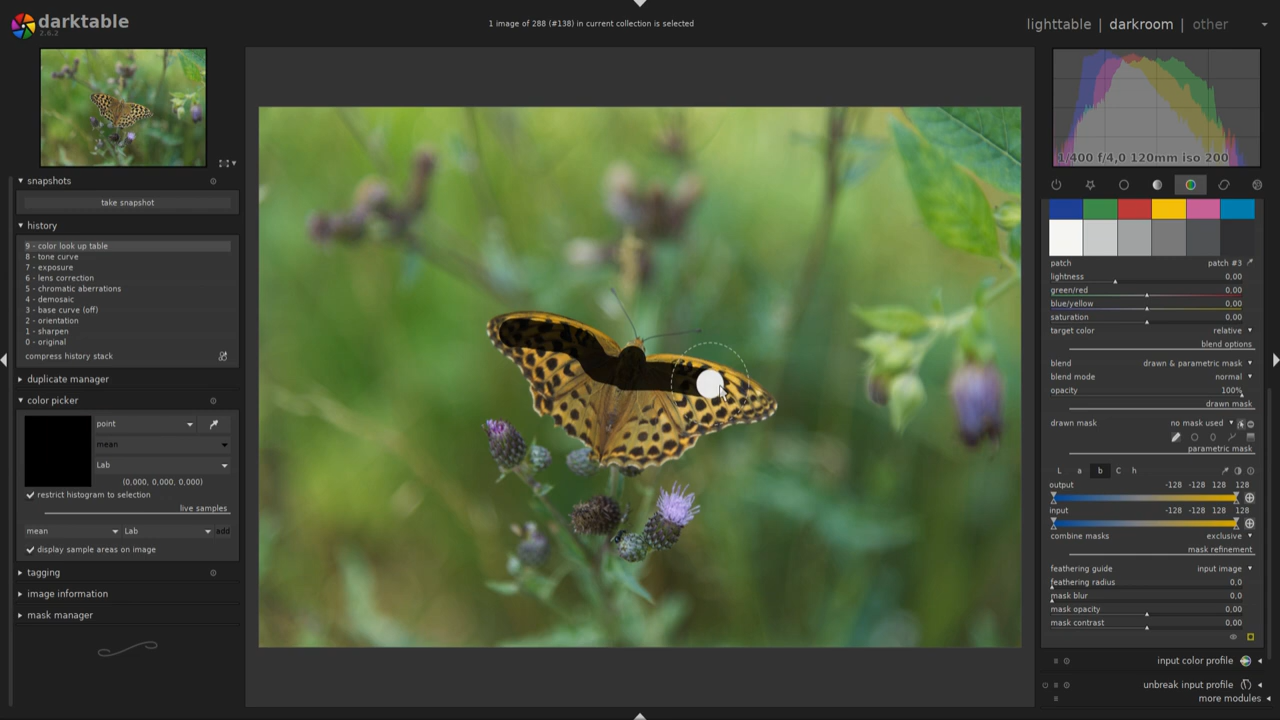 darktable
2.6.2
1 image of 288 (#138) in current collection is selected
lighttable | darkroom | other
snapshots
take snapshot
history
9 - color look up table
8 - tone curve
7 - exposure
6 - lens correction
5 - chromatic aberrations
4 - demosaic
3 - base curve (off)
2 - orientation
1 - sharpen
0 - original
compress history stack
duplicate manager
color picker
point
mean
Lab
(0,000, 0,000, 0,000)
restrict histogram to selection
live samples
mean Lab add
display sample areas on image
tagging
image information
mask manager
1/400 f/4,0 120mm iso 200
patch patch #3
lightness 0,00
green/red 0,00
blue/yellow 0,00
saturation 0,00
target color relative
blend options
blend drawn & parametric mask
blend mode normal
opacity 100%
drawn mask
drawn mask no mask used
parametric mask
L a b C h
output -128 -128 128 128
input -128 -128 128 128
combine masks exclusive
mask refinement
feathering guide input image
feathering radius 0,0
mask blur 0,0
mask opacity 0,00
mask contrast 0,00
input color profile
unbreak input profile
more modules